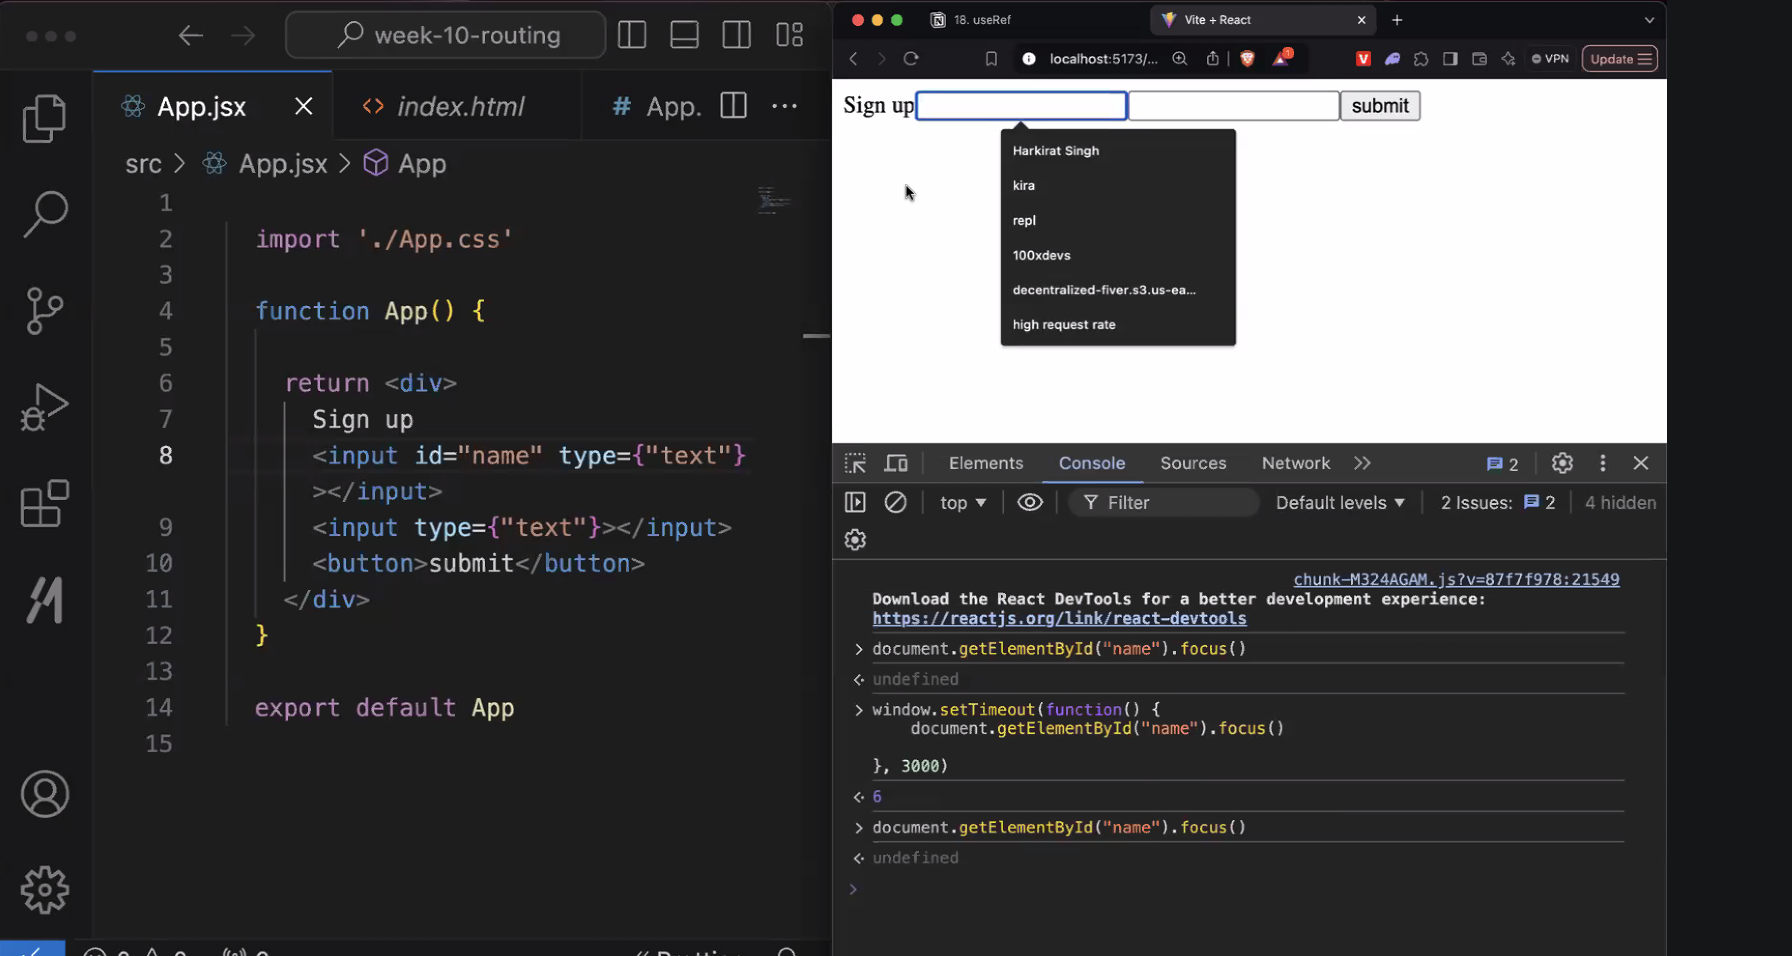 week-10-routing
App.jsx
index.html
# App.
src > App.jsx > App
1
2 import './App.css'
3
4 function App() {
5
6 return <div>
7 Sign up
8 <input id="name" type={"text"}
></input>
9 <input type={"text"}></input>
10 <button>submit</button>
11 </div>
12 }
13
14 export default App
15
18. useRef
Vite + React
localhost:5173/...
1
VPN
Update
Sign up
submit
Harkirat Singh
kira
repl
100xdevs
decentralized-fiver.s3.us-ea...
high request rate
Elements Console Sources Network 2
top Filter Default levels 2 Issues: 2 4 hidden
chunk-M324AGAM.js?v=87f7f978:21549
Download the React DevTools for a better development experience:
https://reactjs.org/link/react-devtools
> document.getElementById("name").focus()
undefined
> window.setTimeout(function() {
document.getElementById("name").focus()
}, 3000)
6
> document.getElementById("name").focus()
undefined
>